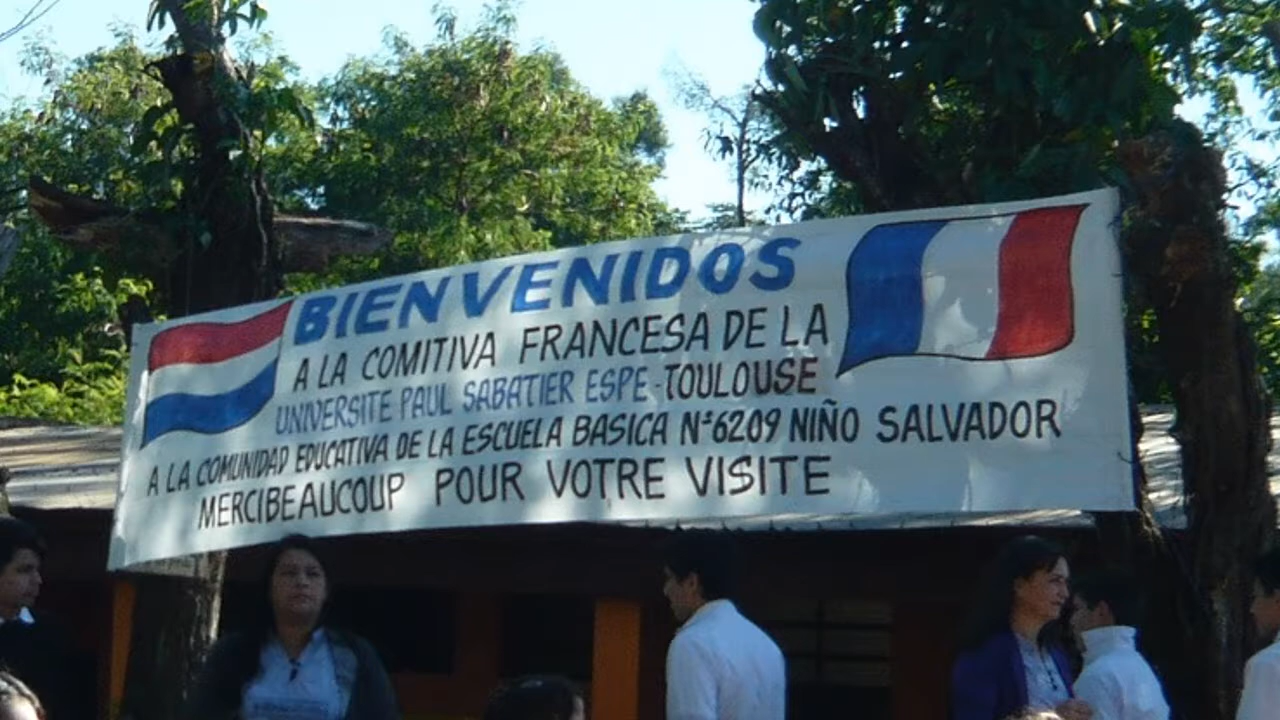 BIENVENIDOS
A LA COMITIVA FRANCESA DE LA
UNIVERSITE PAUL SABATIER ESPE-TOULOUSE
A LA COMUNIDAD EDUCATIVA DE LA ESCUELA BASICA Nº6209 NIÑO SALVADOR
MERCIBEAUCOUP POUR VOTRE VISITE